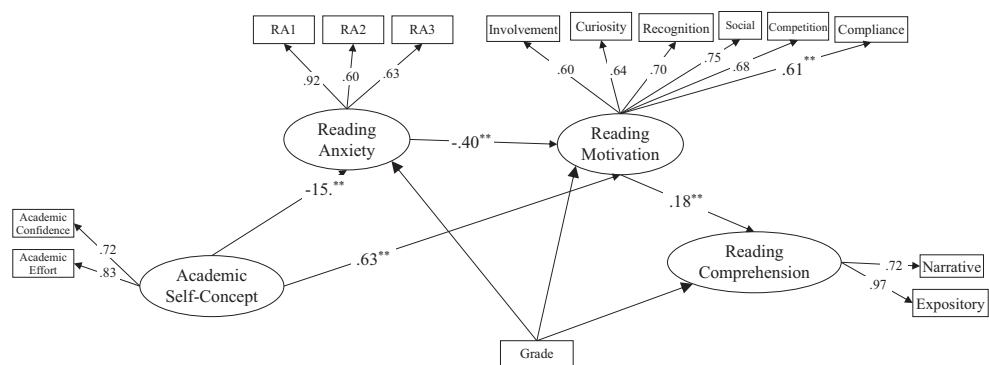 RA1
RA2
RA3
Involvement
Curiosity
Recognition
Social
Competition
Compliance
.92
.60
.63
.60
.64
.70
.75
.68
.61**
Reading
Anxiety
-.40**
Reading
Motivation
-15.**
.18**
Academic
Confidence
.72
Academic
Effort
.83
Academic
Self-Concept
.63**
Reading
Comprehension
.72
Narrative
.97
Expository
Grade